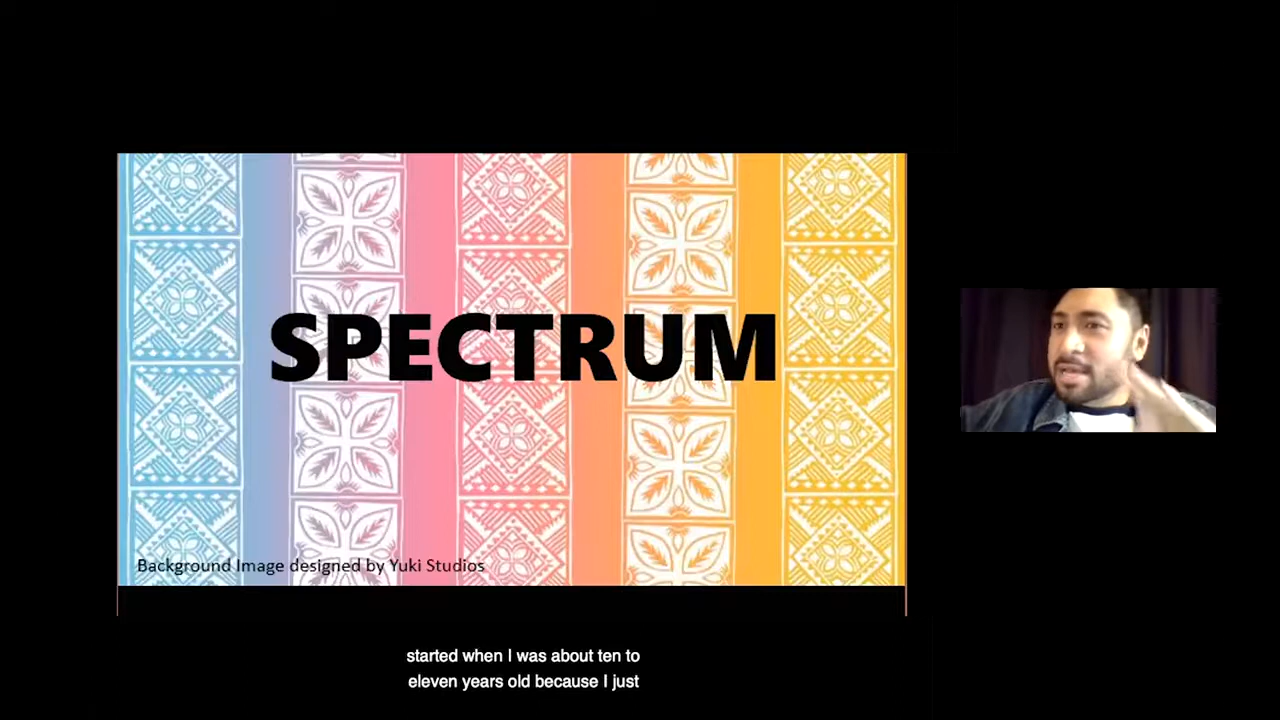 SPECTRUM
Background Image designed by Yuki Studios
started when I was about ten to
eleven years old because I just